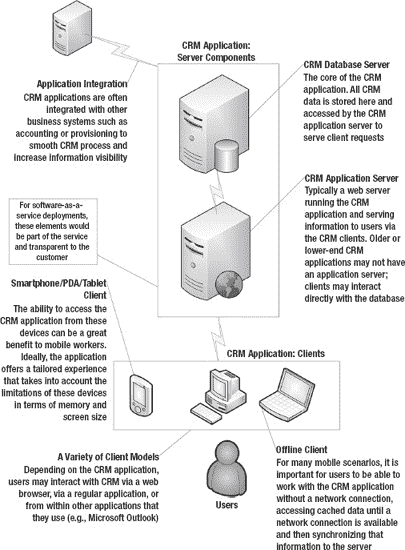 CRM Application:
Server Components
Application Integration
CRM applications are often
integrated with other
business systems such as
accounting or provisioning to
smooth CRM process and
increase information visibility
CRM Database Server
The core of the CRM
application. All CRM
data is stored here and
accessed by the CRM
application server to
serve client requests
CRM Application Server
Typically a web server
running the CRM
application and serving
information to users via
the CRM clients. Older or
lower-end CRM
applications may not have
an application server;
clients may interact
directly with the database
For software-as-a-
service deployments,
these elements would
be part of the service
and transparent to the
customer
Smartphone/PDA/Tablet
Client
The ability to access the
CRM application from these
devices can be a great
benefit to mobile workers.
Ideally, the application
offers a tailored experience
that takes into account the
limitations of these devices
in terms of memory and
screen size
CRM Application: Clients
A Variety of Client Models
Depending on the CRM application,
users may interact with CRM via a web
browser, via a regular application, or
from within other applications that
they use (e.g., Microsoft Outlook)
Users
Offline Client
For many mobile scenarios, it is
important for users to be able to
work with the CRM application
without a network connection,
accessing cached data until a
network connection is available
and then synchronizing that
information to the server